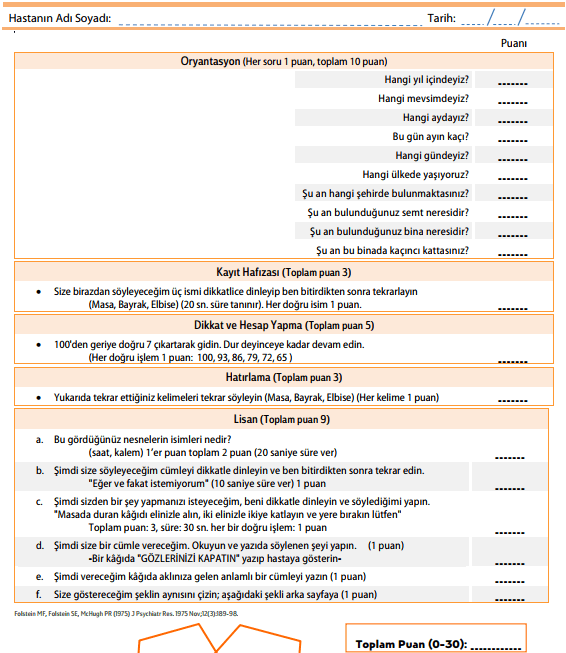 Hastanın Adı Soyadı: Tarih: / /
Puanı
Oryantasyon (Her soru 1 puan, toplam 10 puan)
Hangi yıl içindeyiz? -------
Hangi mevsimdeyiz? -------
Hangi aydayız? -------
Bu gün ayın kaçı? -------
Hangi gündeyiz? -------
Hangi ülkede yaşıyoruz? -------
Şu an hangi şehirde bulunmaktasınız? -------
Şu an bulunduğunuz semt neresidir? -------
Şu an bulunduğunuz bina neresidir? -------
Şu an bu binada kaçıncı kattasınız? -------
Kayıt Hafızası (Toplam puan 3)
• Size birazdan söyleyeceğim üç ismi dikkatlice dinleyip ben bitirdikten sonra tekrarlayın
(Masa, Bayrak, Elbise) (20 sn. süre tanınır). Her doğru isim 1 puan. -------
Dikkat ve Hesap Yapma (Toplam puan 5)
• 100'den geriye doğru 7 çıkartarak gidin. Dur deyinceye kadar devam edin.
(Her doğru işlem 1 puan: 100, 93, 86, 79, 72, 65 ) -------
Hatırlama (Toplam puan 3)
• Yukarıda tekrar ettiğiniz kelimeleri tekrar söyleyin (Masa, Bayrak, Elbise) (Her kelime 1 puan) -------
Lisan (Toplam puan 9)
a. Bu gördüğünüz nesnelerin isimleri nedir?
(saat, kalem) 1'er puan toplam 2 puan (20 saniye süre ver) -------
b. Şimdi size söyleyeceğim cümleyi dikkatle dinleyin ve ben bitirdikten sonra tekrar edin.
"Eğer ve fakat istemiyorum" (10 saniye süre ver) 1 puan -------
c. Şimdi sizden bir şey yapmanızı isteyeceğim, beni dikkatle dinleyin ve söylediğimi yapın.
"Masada duran kâğıdı elinizle alın, iki elinizle ikiye katlayın ve yere bırakın lütfen"
Toplam puan: 3, süre: 30 sn. her bir doğru işlem: 1 puan -------
d. Şimdi size bir cümle vereceğim. Okuyun ve yazıda söylenen şeyi yapın. (1 puan)
-Bir kâğıda "GÖZLERİNİZİ KAPATIN" yazıp hastaya gösterin- -------
e. Şimdi vereceğim kâğıda aklınıza gelen anlamlı bir cümleyi yazın (1 puan) -------
f. Size göstereceğim şeklin aynısını çizin; aşağıdaki şekli arka sayfaya (1 puan) -------
Folstein MF, Folstein SE, McHugh PR (1975) J Psychiatr Res. 1975 Nov;12(3):189-98.
Toplam Puan (0-30): ------------